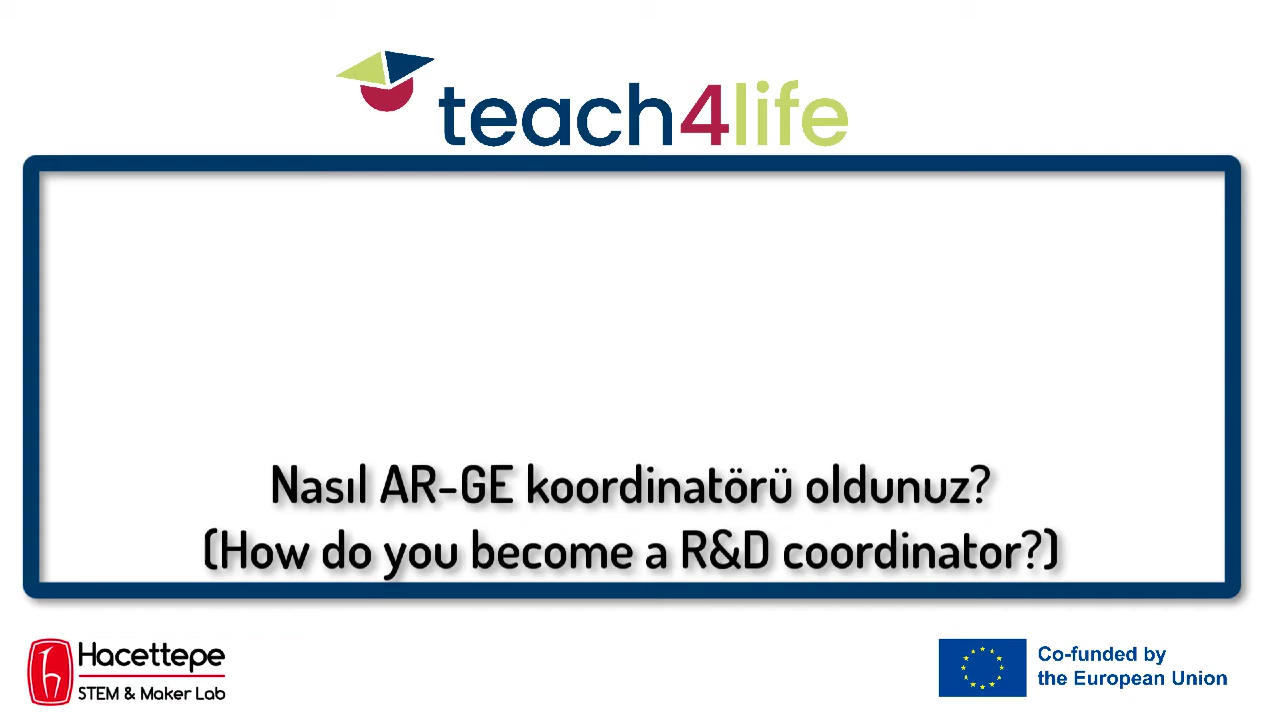 teach4life
Nasıl AR-GE koordinatörü oldunuz?
(How do you become a R&D coordinator?)
Hacettepe
STEM & Maker Lab
Co-funded by
the European Union